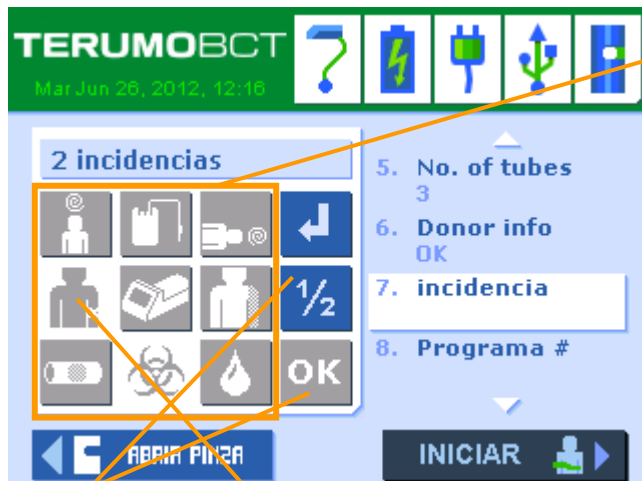 TERUMOBCT
Mar Jun 26, 2012, 12:16
2 incidencias
1/2
OK
5. No. of tubes
3
6. Donor info
OK
7. incidencia
8. Programa #
ABRIR PINZA
INICIAR